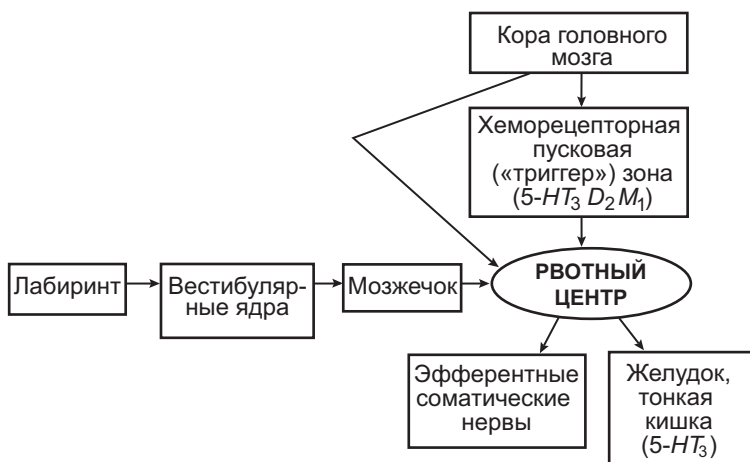 Кора головного
мозга
Хеморецепторная
пусковая
(«триггер») зона
(5-HT₃ D₂ M₁)
Лабиринт
Вестибуляр-
ные ядра
Мозжечок
РВОТНЫЙ
ЦЕНТР
Эфферентные
соматические
нервы
Желудок,
тонкая
кишка
(5-HT₃)